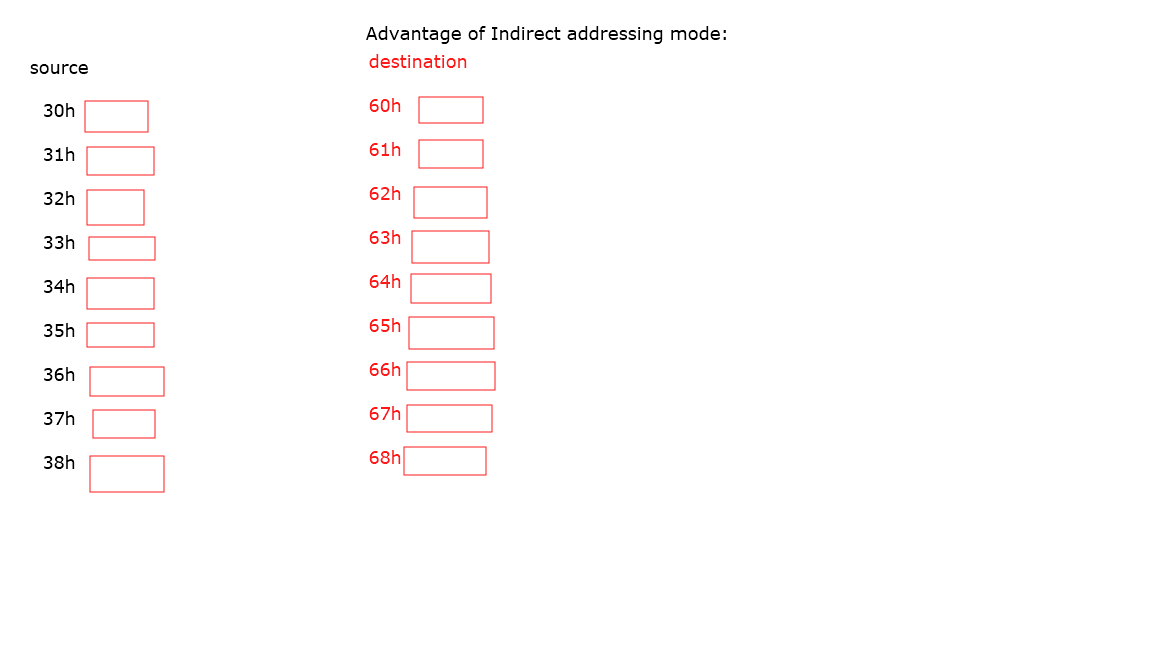 Advantage of Indirect addressing mode:
source
destination
30h
31h
32h
33h
34h
35h
36h
37h
38h
60h
61h
62h
63h
64h
65h
66h
67h
68h